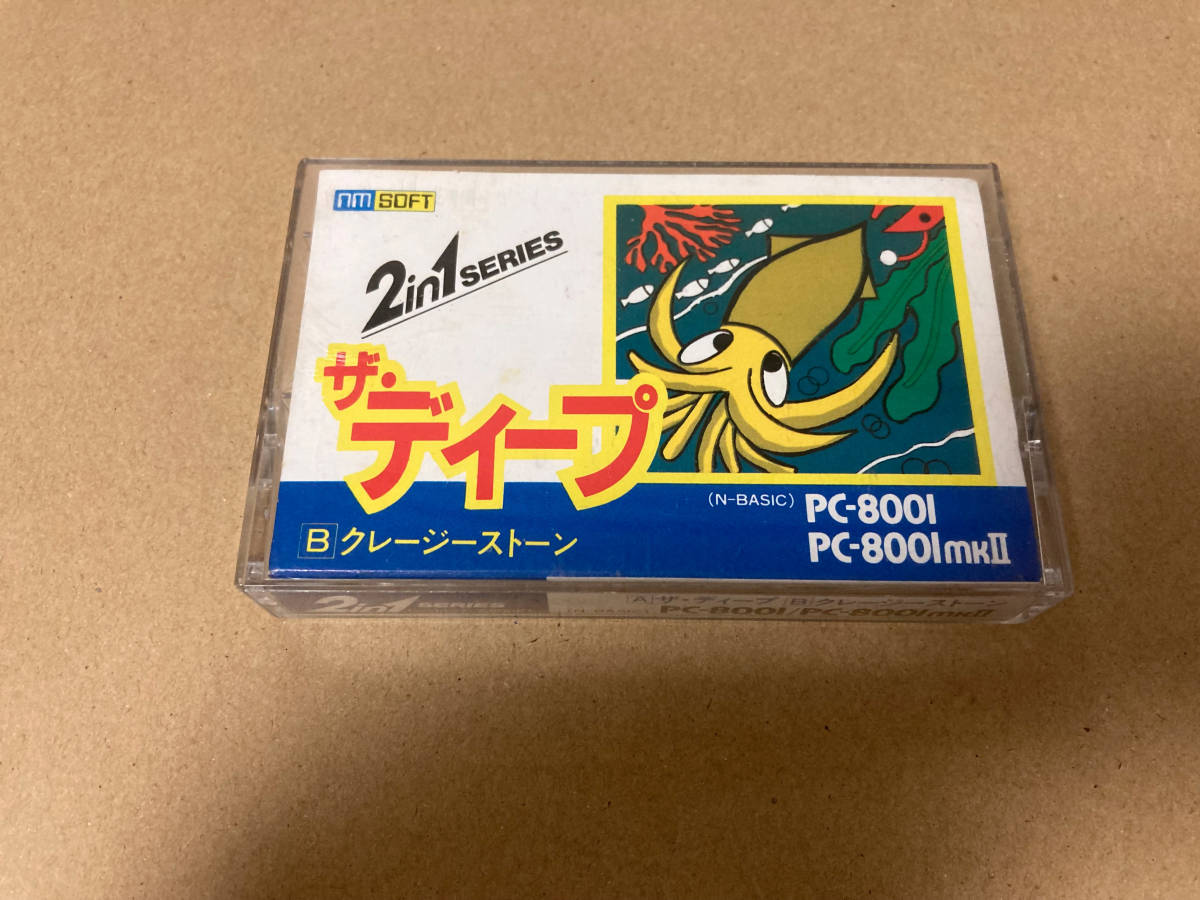 nm SOFT
2in1 SERIES
ザ・ディープ
B クレージーストーン
(N-BASIC) PC-8001
PC-8001mkII
2in1 SERIES
[A]ザ・ディープ [B]クレージーストーン
(N-BASIC) PC-8001/PC-8001mkII